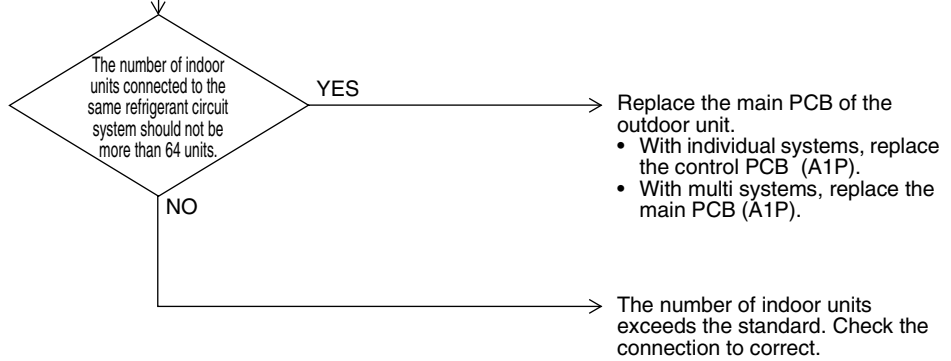 The number of indoor
units connected to the
same refrigerant circuit
system should not be
more than 64 units.
YES
Replace the main PCB of the
outdoor unit.
• With individual systems, replace
the control PCB (A1P).
• With multi systems, replace the
main PCB (A1P).
NO
The number of indoor units
exceeds the standard. Check the
connection to correct.